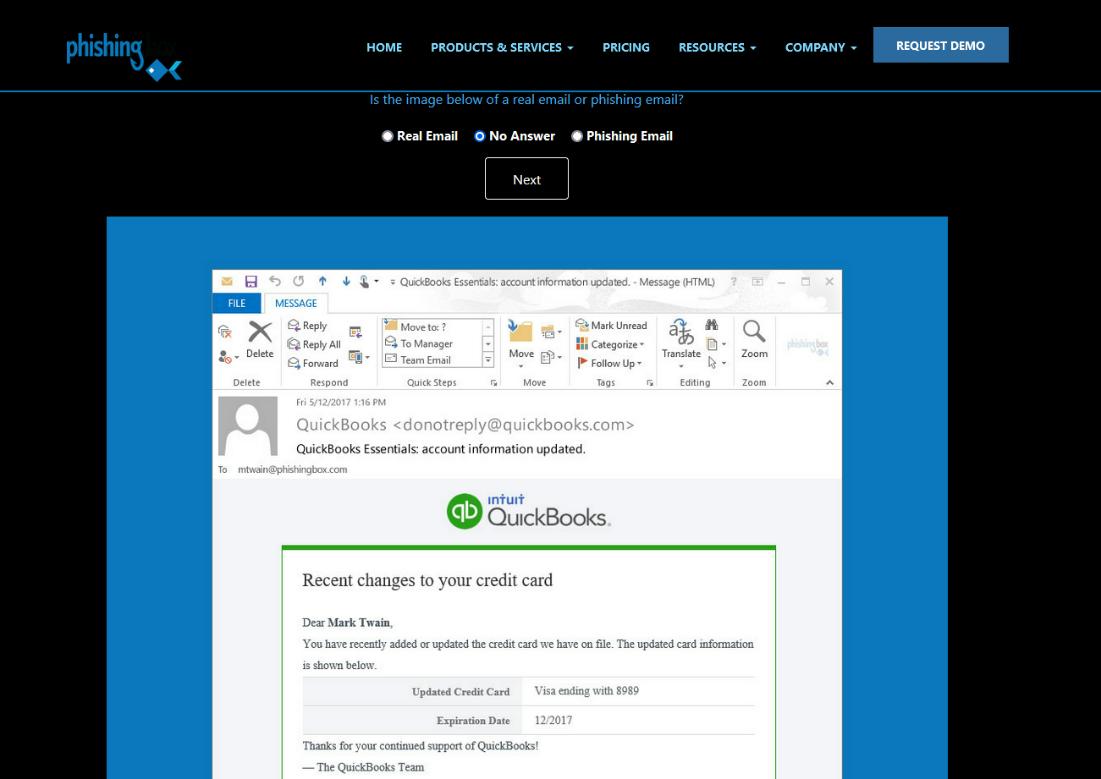 phishingbox
HOME PRODUCTS & SERVICES PRICING RESOURCES COMPANY REQUEST DEMO
Is the image below of a real email or phishing email?
Real Email No Answer Phishing Email
Next
QuickBooks Essentials: account information updated. - Message (HTML) ?
FILE MESSAGE
Delete
Reply
Reply All
Forward
Move to: ?
To Manager
Team Email
Move
Mark Unread
Categorize
Follow Up
Translate
Zoom
phishingbox
Delete Respond Quick Steps Move Tags Editing Zoom
Fri 5/12/2017 1:16 PM
QuickBooks <donotreply@quickbooks.com>
QuickBooks Essentials: account information updated.
To mtwain@phishingbox.com
qb intuit
QuickBooks.
Recent changes to your credit card
Dear Mark Twain,
You have recently added or updated the credit card we have on file. The updated card information
is shown below.
Updated Credit Card Visa ending with 8989
Expiration Date 12/2017
Thanks for your continued support of QuickBooks!
— The QuickBooks Team